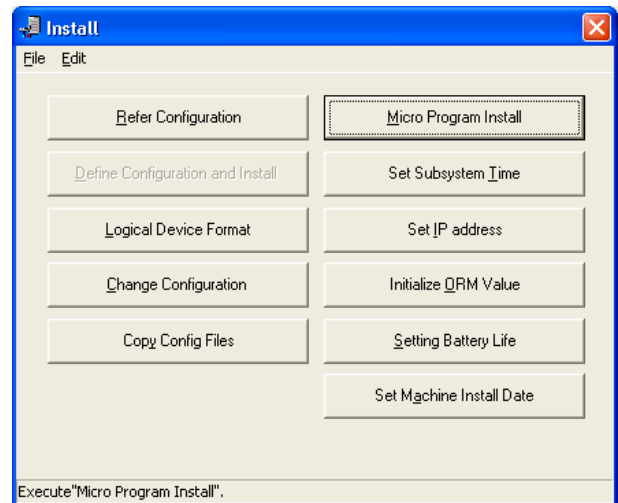 Install
File Edit
Refer Configuration
Micro Program Install
Define Configuration and Install
Set Subsystem Time
Logical Device Format
Set IP address
Change Configuration
Initialize ORM Value
Copy Config Files
Setting Battery Life
Set Machine Install Date
Execute"Micro Program Install".